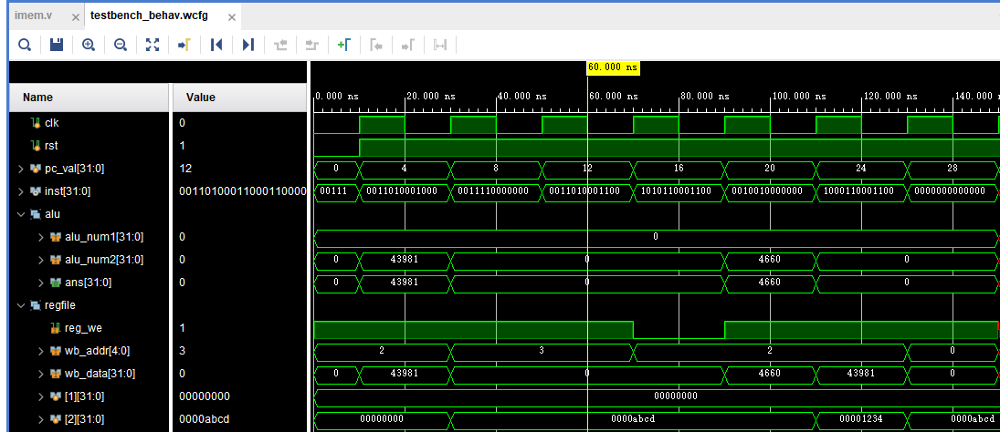 imem.v × testbench_behav.wcfg ×
60.000 ns
Name Value 0.000 ns 20.000 ns 40.000 ns 60.000 ns 80.000 ns 100.000 ns 120.000 ns 140.000 ns
clk 0
rst 1
pc_val[31:0] 12 0 4 8 12 16 20 24 28
inst[31:0] 00110100011000110000 00111 0011010001000 0011110000000 0011010001100 1010110001100 0010010000000 1000110001100 0000000000000
alu
alu_num1[31:0] 0 0
alu_num2[31:0] 0 0 43981 0 4660 0
ans[31:0] 0 0 43981 0 4660 0
regfile
reg_we 1
wb_addr[4:0] 3 2 3 2 0
wb_data[31:0] 0 0 43981 0 4660 43981 0
[1][31:0] 00000000 00000000
[2][31:0] 0000abcd 00000000 0000abcd 00001234 0000abcd